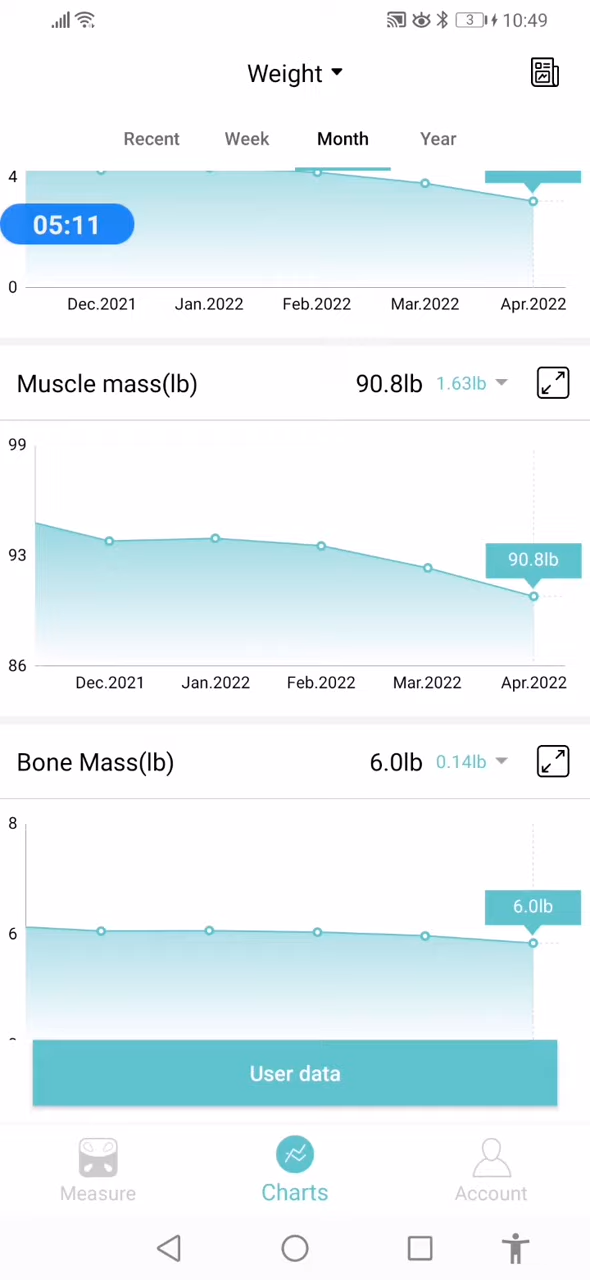 3 10:49
Weight
Recent Week Month Year
4
05:11
0
Dec.2021 Jan.2022 Feb.2022 Mar.2022 Apr.2022
Muscle mass(lb) 90.8lb 1.63lb
99
93
90.8lb
86
Dec.2021 Jan.2022 Feb.2022 Mar.2022 Apr.2022
Bone Mass(lb) 6.0lb 0.14lb
8
6.0lb
6
User data
Measure Charts Account